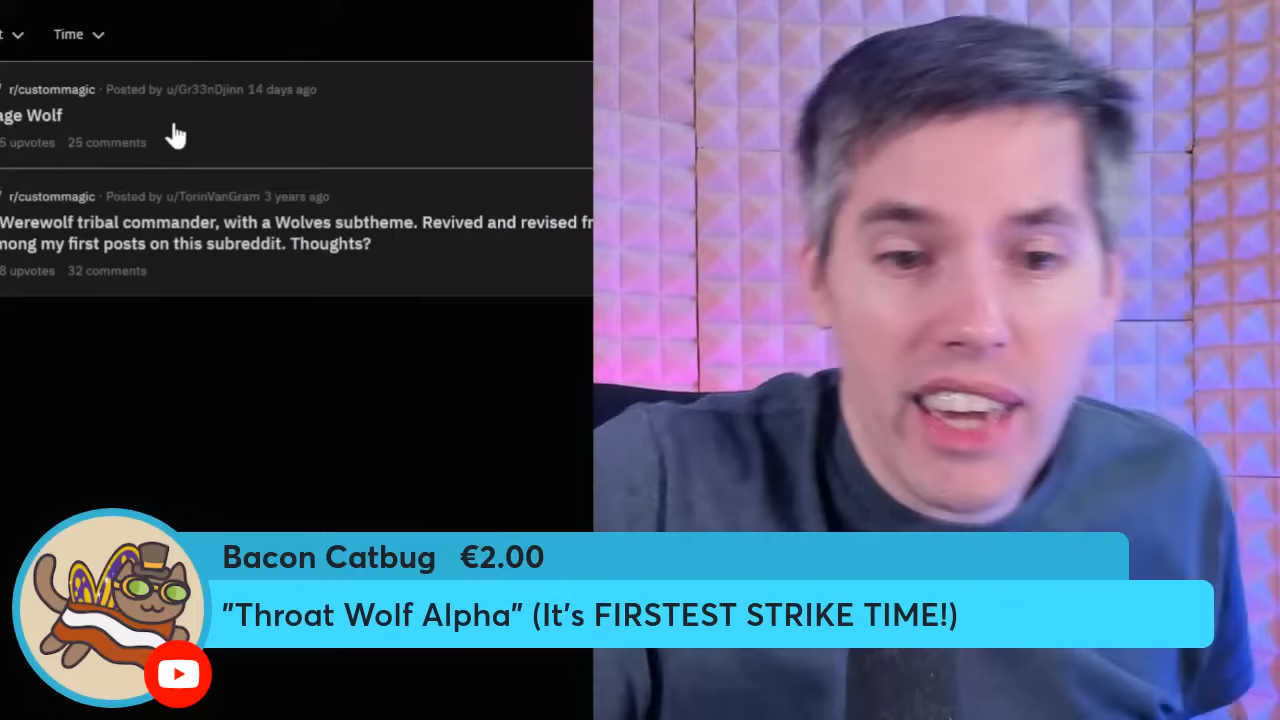 t Time
r/custommagic · Posted by u/Gr33nDjinn 14 days ago
age Wolf
5 upvotes 25 comments
r/custommagic · Posted by u/TorinVanGram 3 years ago
Werewolf tribal commander, with a Wolves subtheme. Revived and revised fr
mong my first posts on this subreddit. Thoughts?
8 upvotes 32 comments
Bacon Catbug €2.00
"Throat Wolf Alpha" (It's FIRSTEST STRIKE TIME!)